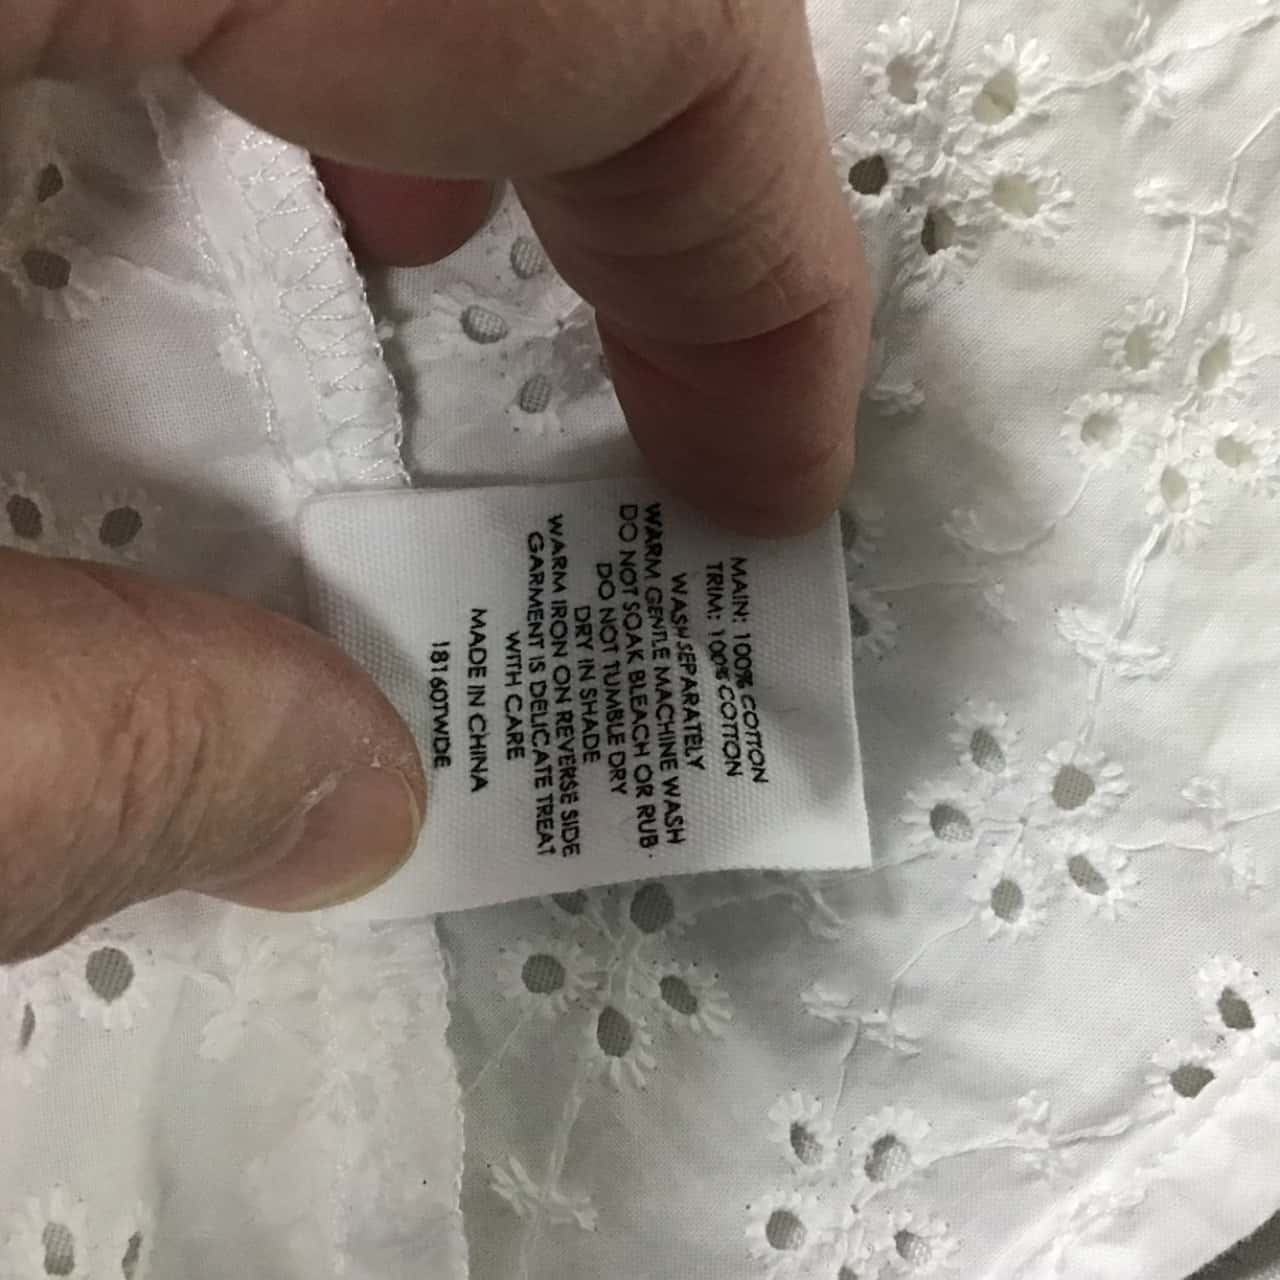 MAIN: 100% COTTON
TRIM: 100% COTTON
WASH SEPARATELY
WARM GENTLE MACHINE WASH
DO NOT SOAK BLEACH OR RUB.
DO NOT TUMBLE DRY
DRY IN SHADE
WARM IRON ON REVERSE SIDE
GARMENT IS DELICATE TREAT
WITH CARE
MADE IN CHINA
18160TWDE